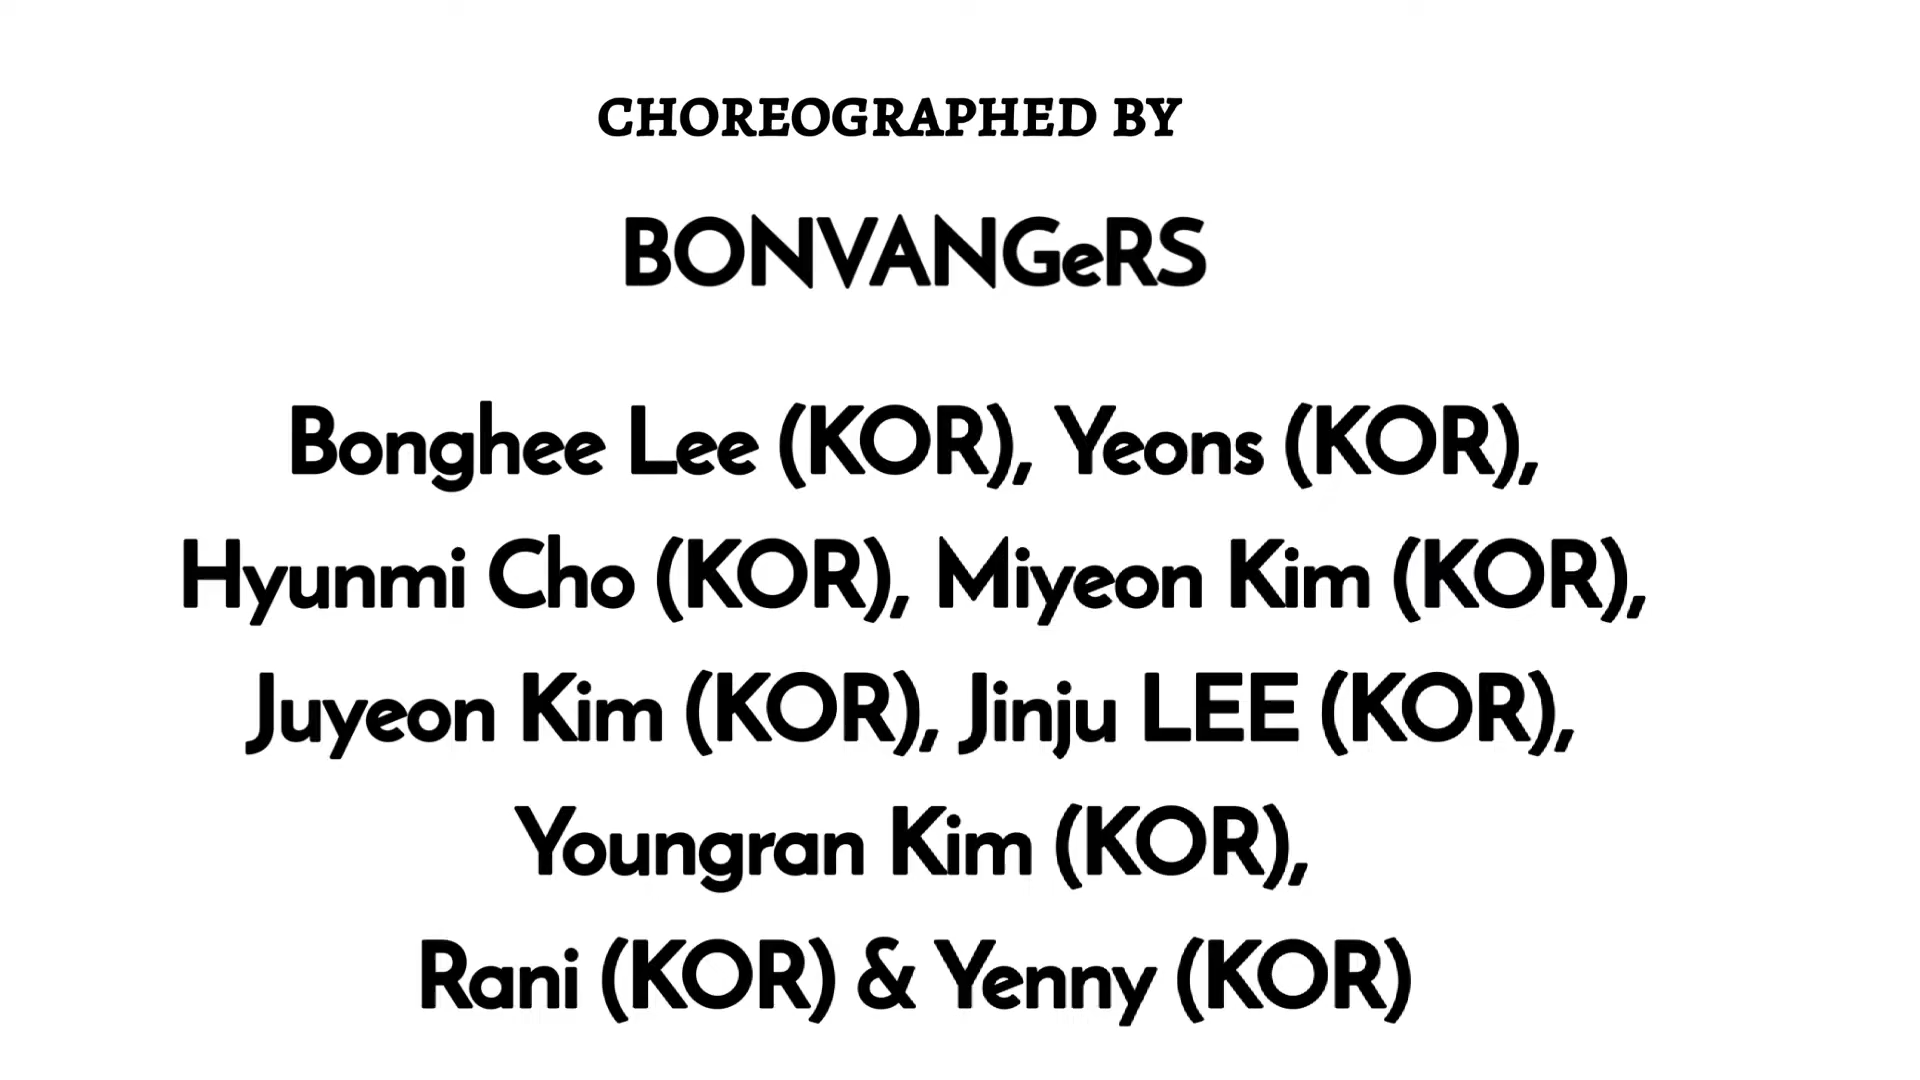 CHOREOGRAPHED BY
BONVANGeRS
Bonghee Lee (KOR), Yeons (KOR),
Hyunmi Cho (KOR), Miyeon Kim (KOR),
Juyeon Kim (KOR), Jinju LEE (KOR),
Youngran Kim (KOR),
Rani (KOR) & Yenny (KOR)